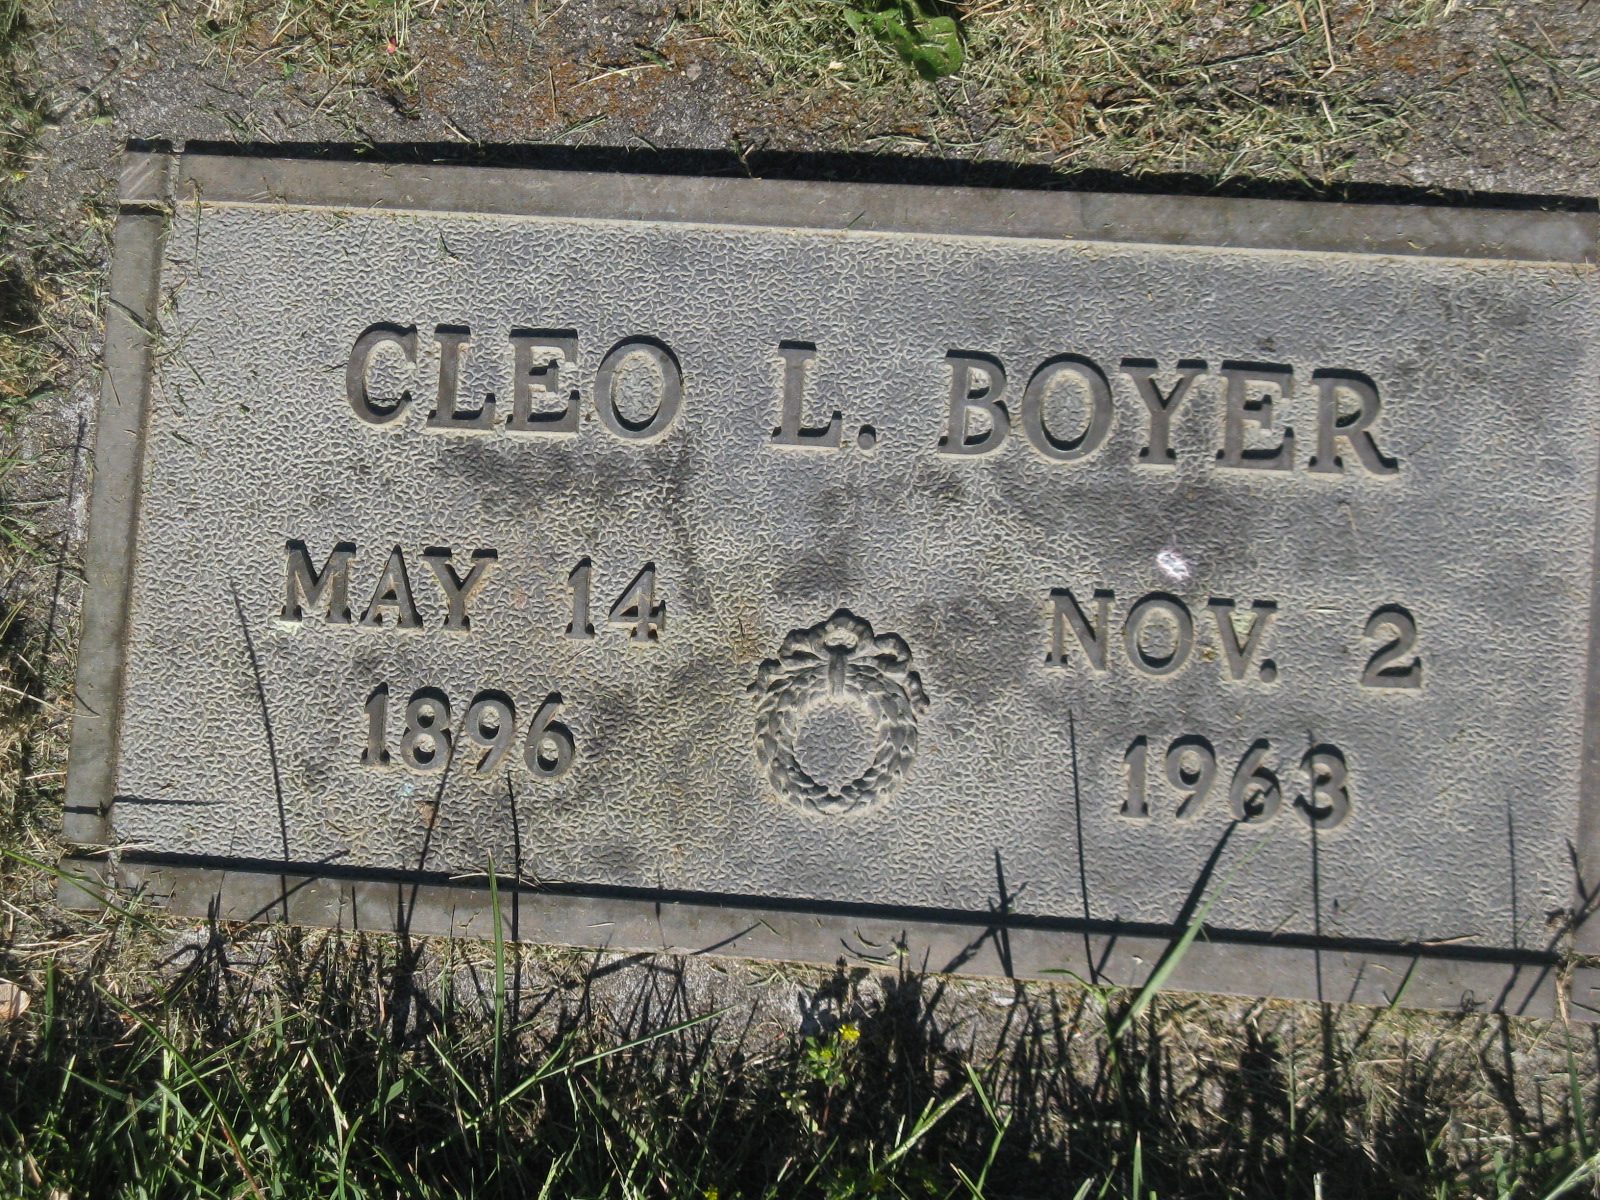 CLEO L. BOYER
MAY 14 NOV. 2
1896 1963